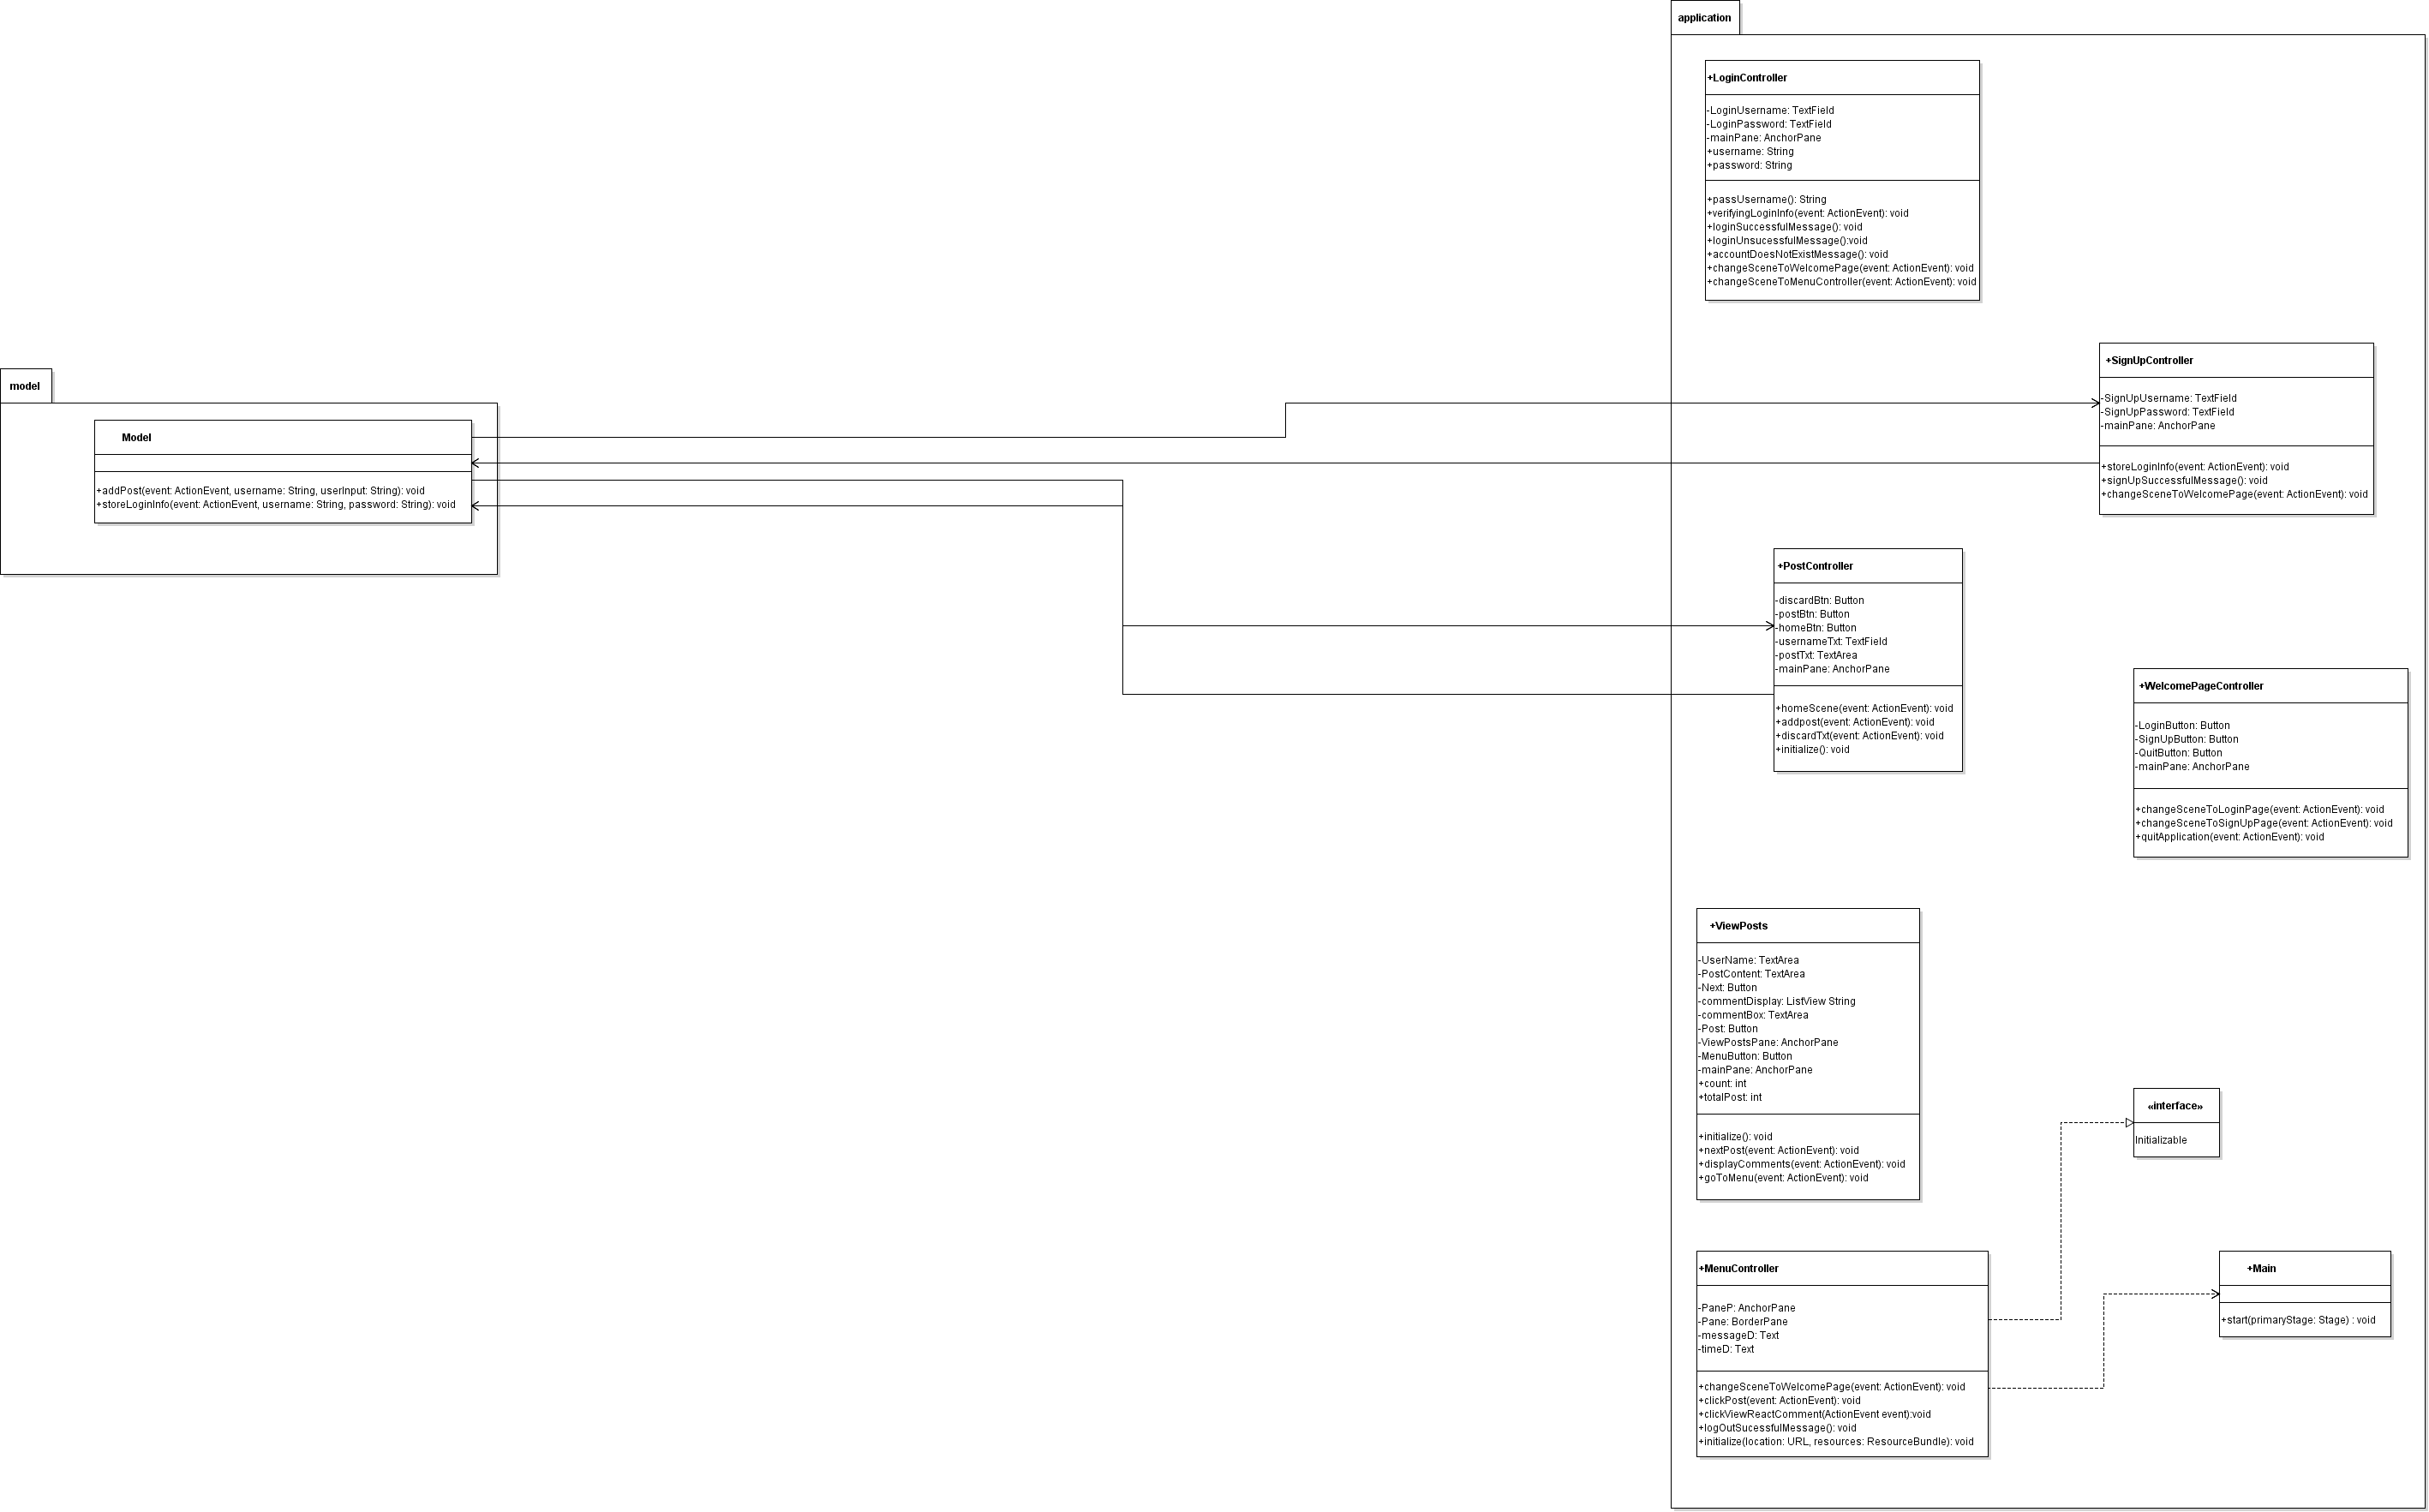 application
+LoginController
-LoginUsername: TextField
-LoginPassword: TextField
-mainPane: AnchorPane
+username: String
+password: String
+passUsername(): String
+verifyingLoginInfo(event: ActionEvent): void
+loginSuccessfulMessage(): void
+loginUnsucessfulMessage():void
+accountDoesNotExistMessage(): void
+changeSceneToWelcomePage(event: ActionEvent): void
+changeSceneToMenuController(event: ActionEvent): void
+SignUpController
-SignUpUsername: TextField
-SignUpPassword: TextField
-mainPane: AnchorPane
+storeLoginInfo(event: ActionEvent): void
+signUpSuccessfulMessage(): void
+changeSceneToWelcomePage(event: ActionEvent): void
model
Model
+addPost(event: ActionEvent, username: String, userInput: String): void
+storeLoginInfo(event: ActionEvent, username: String, password: String): void
+PostController
-discardBtn: Button
-postBtn: Button
-homeBtn: Button
-usernameTxt: TextField
-postTxt: TextArea
-mainPane: AnchorPane
+homeScene(event: ActionEvent): void
+addpost(event: ActionEvent): void
+discardTxt(event: ActionEvent): void
+initialize(): void
+WelcomePageController
-LoginButton: Button
-SignUpButton: Button
-QuitButton: Button
-mainPane: AnchorPane
+changeSceneToLoginPage(event: ActionEvent): void
+changeSceneToSignUpPage(event: ActionEvent): void
+quitApplication(event: ActionEvent): void
+ViewPosts
-UserName: TextArea
-PostContent: TextArea
-Next: Button
-commentDisplay: ListView String
-commentBox: TextArea
-Post: Button
-ViewPostsPane: AnchorPane
-MenuButton: Button
-mainPane: AnchorPane
+count: int
+totalPost: int
+initialize(): void
+nextPost(event: ActionEvent): void
+displayComments(event: ActionEvent): void
+goToMenu(event: ActionEvent): void
«interface»
Initializable
+MenuController
-PaneP: AnchorPane
-Pane: BorderPane
-messageD: Text
-timeD: Text
+changeSceneToWelcomePage(event: ActionEvent): void
+clickPost(event: ActionEvent): void
+clickViewReactComment(ActionEvent event):void
+logOutSucessfulMessage(): void
+initialize(location: URL, resources: ResourceBundle): void
+Main
+start(primaryStage: Stage) : void